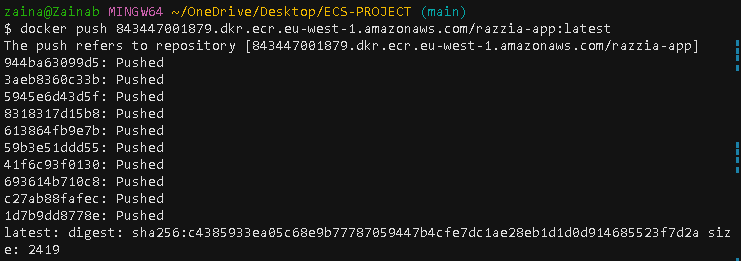 zaina@Zainab MINGW64 ~/OneDrive/Desktop/ECS-PROJECT (main)
$ docker push 843447001879.dkr.ecr.eu-west-1.amazonaws.com/razzia-app:latest
The push refers to repository [843447001879.dkr.ecr.eu-west-1.amazonaws.com/razzia-app]
944ba63099d5: Pushed
3aeb8360c33b: Pushed
5945e6d43d5f: Pushed
8318317d15b8: Pushed
613864fb9e7b: Pushed
59b3e51ddd55: Pushed
41f6c93f0130: Pushed
693614b710c8: Pushed
c27ab88fafec: Pushed
1d7b9dd8778e: Pushed
latest: digest: sha256:c4385933ea05c68e9b77787059447b4cfe7dc1ae28eb1d1d0d914685523f7d2a siz
e: 2419